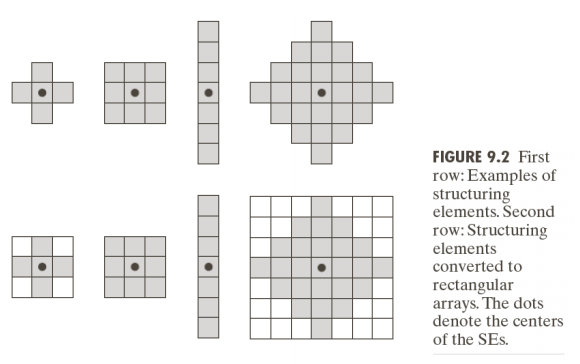 FIGURE 9.2 First
row: Examples of
structuring
elements. Second
row: Structuring
elements
converted to
rectangular
arrays. The dots
denote the centers
of the SEs.